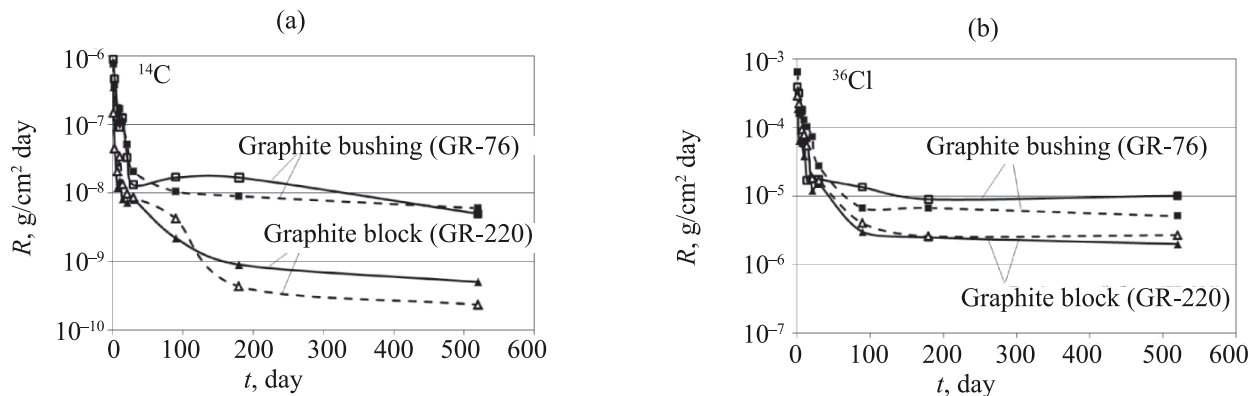 (a)
R, g/cm² day
10⁻⁶
10⁻⁷
10⁻⁸
10⁻⁹
10⁻¹⁰
¹⁴C
Graphite bushing (GR-76)
Graphite block (GR-220)
0 100 200 300 400 500 600
t, day
(b)
R, g/cm² day
10⁻³
10⁻⁴
10⁻⁵
10⁻⁶
10⁻⁷
³⁶Cl
Graphite bushing (GR-76)
Graphite block (GR-220)
0 100 200 300 400 500 600
t, day